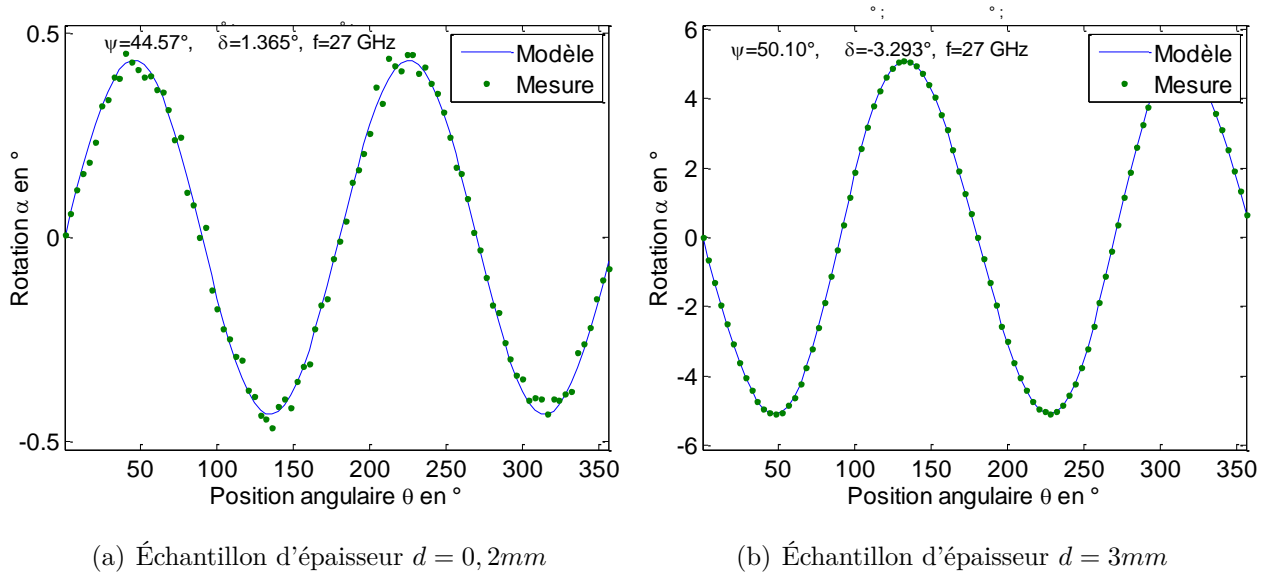 ° ; ° ;
ψ=44.57°, δ=1.365°, f=27 GHz
Modèle
Mesure
0.5
0
-0.5
Rotation α en °
50 100 150 200 250 300 350
Position angulaire θ en °
(a) Échantillon d'épaisseur d = 0, 2mm
° ; ° ;
ψ=50.10°, δ=-3.293°, f=27 GHz
Modèle
Mesure
6
4
2
0
-2
-4
-6
Rotation α en °
50 100 150 200 250 300 350
Position angulaire θ en °
(b) Échantillon d'épaisseur d = 3mm